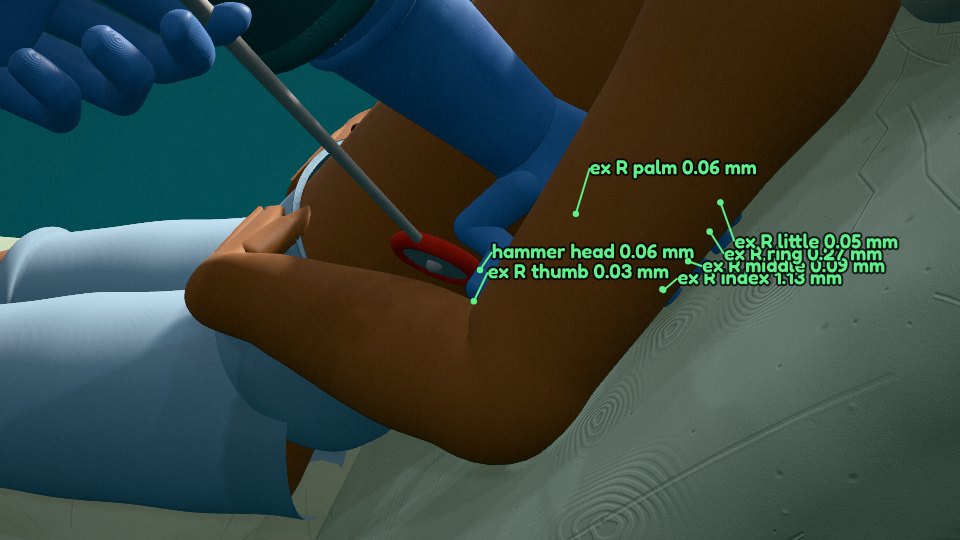 ex R palm 0.06 mm
ex R little 0.05 mm
hammer head 0.06 mm
ex R ring 0.27 mm
ex R middle 0.09 mm
ex R thumb 0.03 mm
ex R index 1.13 mm